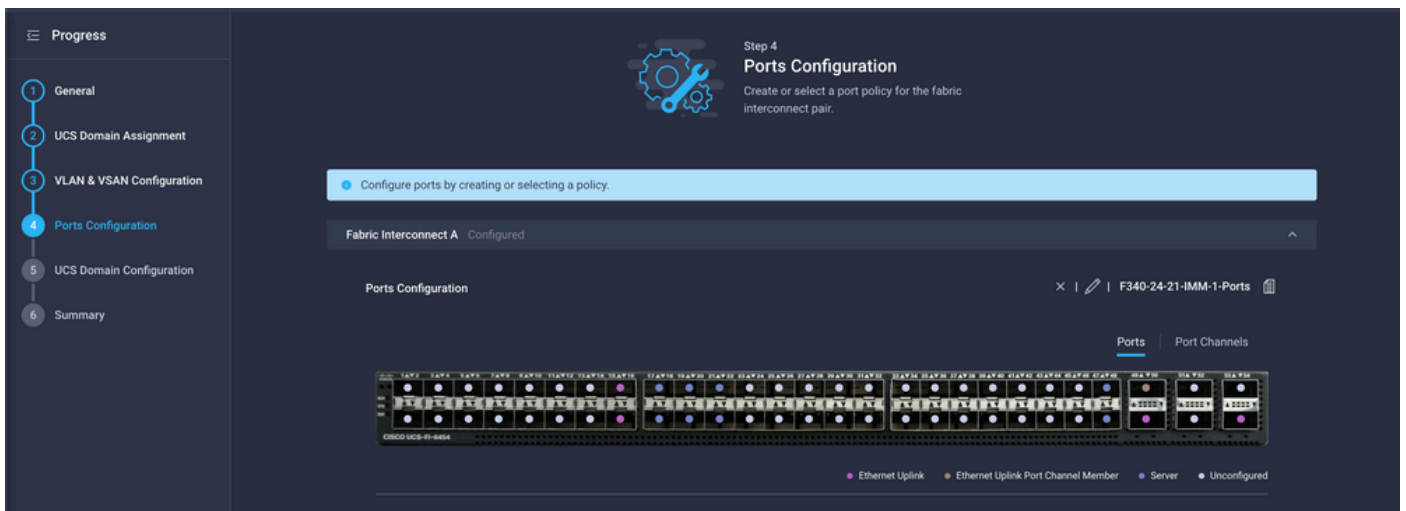 Progress
1 General
2 UCS Domain Assignment
3 VLAN & VSAN Configuration
4 Ports Configuration
5 UCS Domain Configuration
6 Summary
Step 4
Ports Configuration
Create or select a port policy for the fabric
interconnect pair.
Configure ports by creating or selecting a policy.
Fabric Interconnect A Configured
Ports Configuration
F340-24-21-IMM-1-Ports
Ports | Port Channels
CISCO UCS-FI-6454
Ethernet Uplink Ethernet Uplink Port Channel Member Server Unconfigured